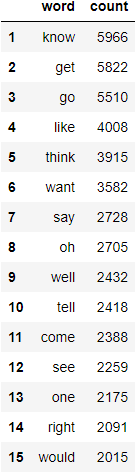 word count
1 know 5966
2 get 5822
3 go 5510
4 like 4008
5 think 3915
6 want 3582
7 say 2728
8 oh 2705
9 well 2432
10 tell 2418
11 come 2388
12 see 2259
13 one 2175
14 right 2091
15 would 2015